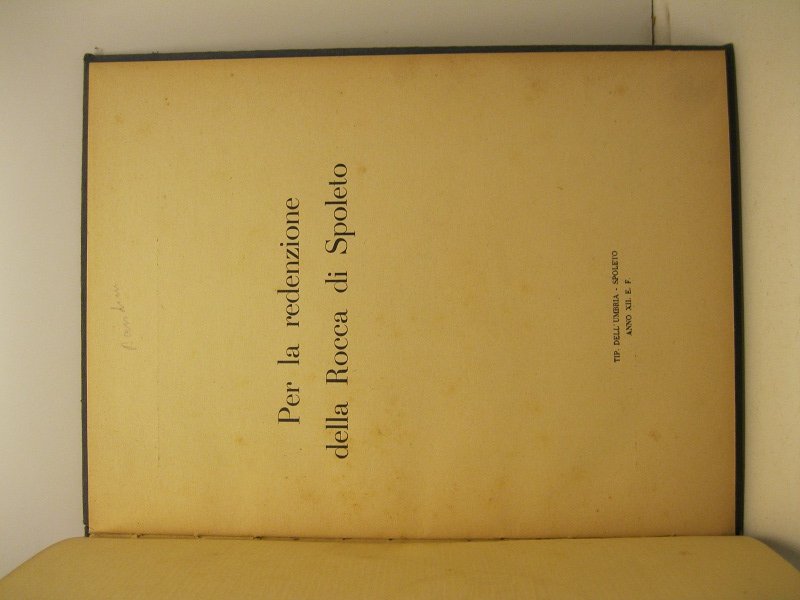 Per la redenzione
della Rocca di Spoleto
TIP. DELL'UMBRIA - SPOLETO
ANNO XII. E. F.